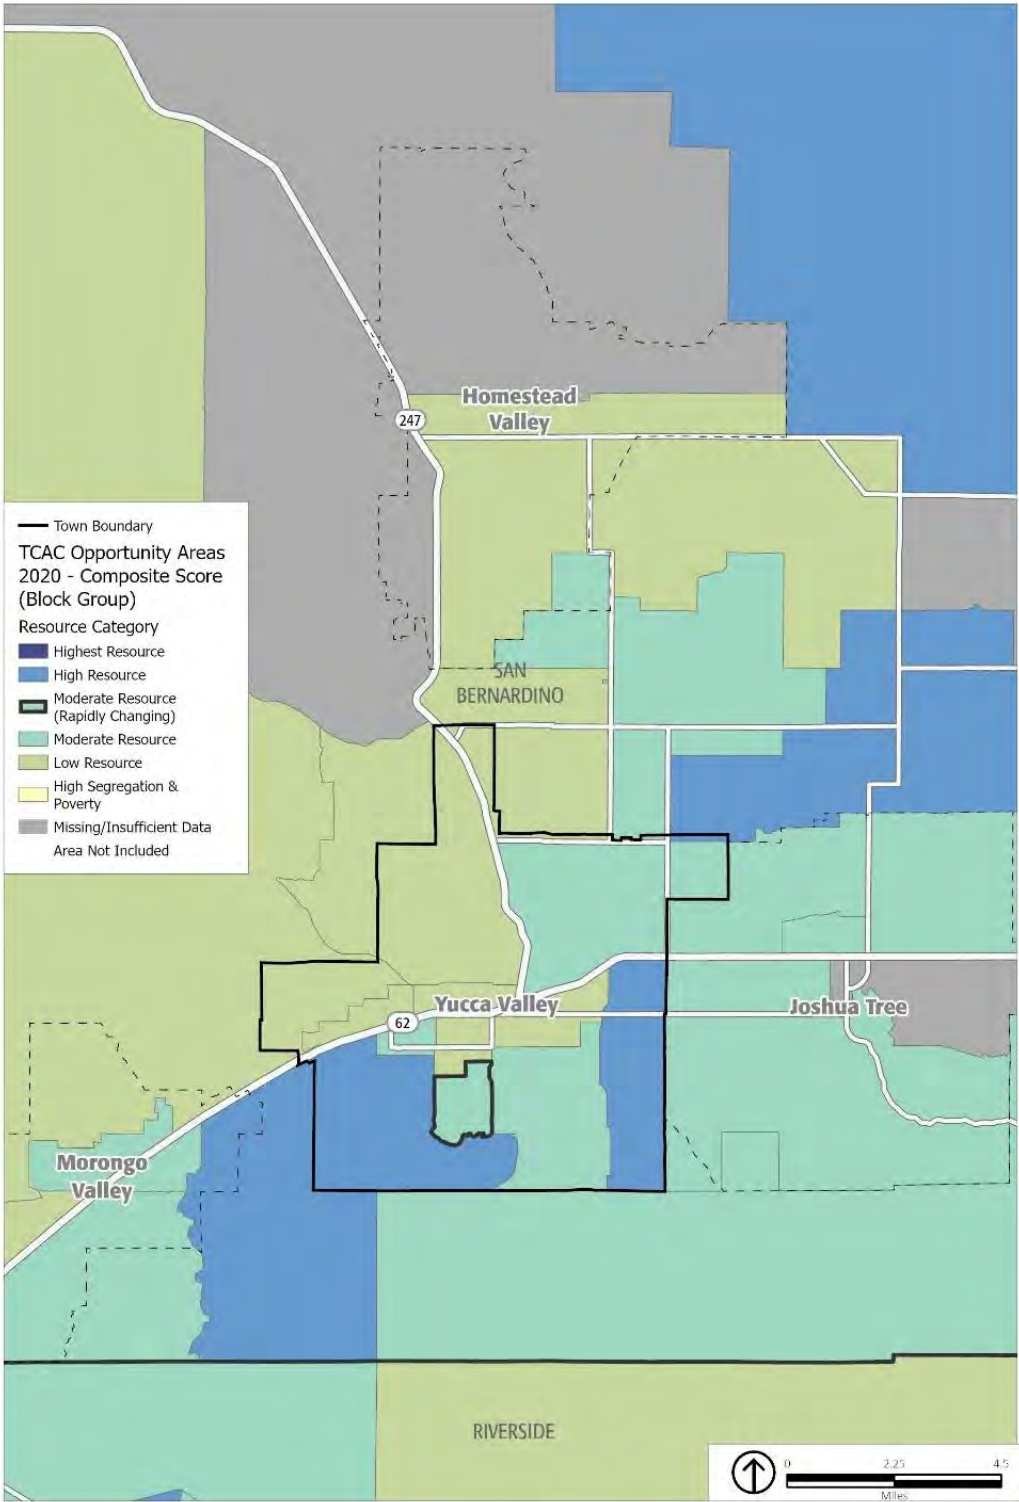 Homestead
Valley
247
Town Boundary
TCAC Opportunity Areas
2020 - Composite Score
(Block Group)
Resource Category
Highest Resource
High Resource
Moderate Resource
(Rapidly Changing)
Moderate Resource
Low Resource
High Segregation &
Poverty
Missing/Insufficient Data
Area Not Included
SAN
BERNARDINO
Yucca Valley
62
Joshua Tree
Morongo
Valley
RIVERSIDE
0 2.25 4.5
Miles